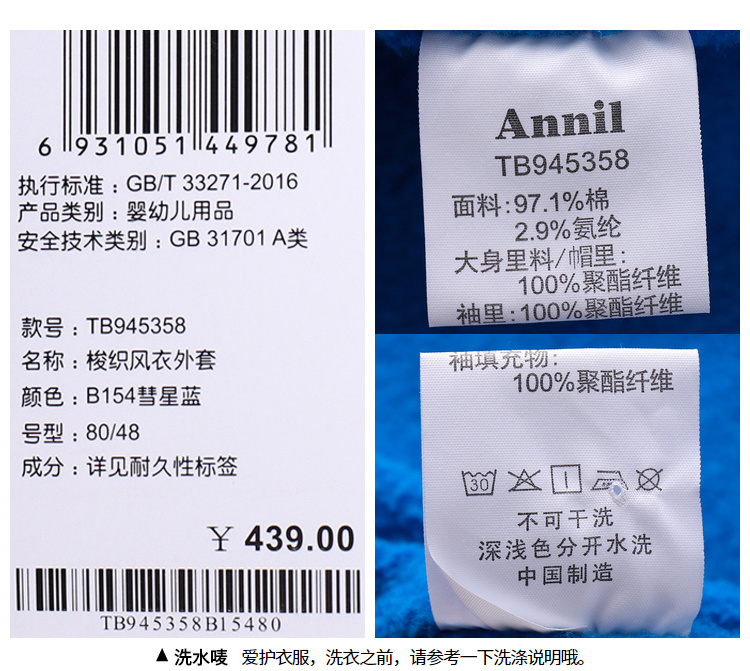 6 931051 449781
执行标准：GB/T 33271-2016
产品类别：婴幼儿用品
安全技术类别：GB 31701 A类
款号：TB945358
名称：梭织风衣外套
颜色：B154彗星蓝
号型：80/48
成分：详见耐久性标签
￥ 439.00
TB945358B15480
Annil
TB945358
面料:97.1%棉
2.9%氨纶
大身里料/帽里:
100%聚酯纤维
袖里:100%聚酯纤维
袖填充物:
100%聚酯纤维
30
不可干洗
深浅色分开水洗
中国制造
▲ 洗水唛 爱护衣服，洗衣之前，请参考一下洗涤说明哦。